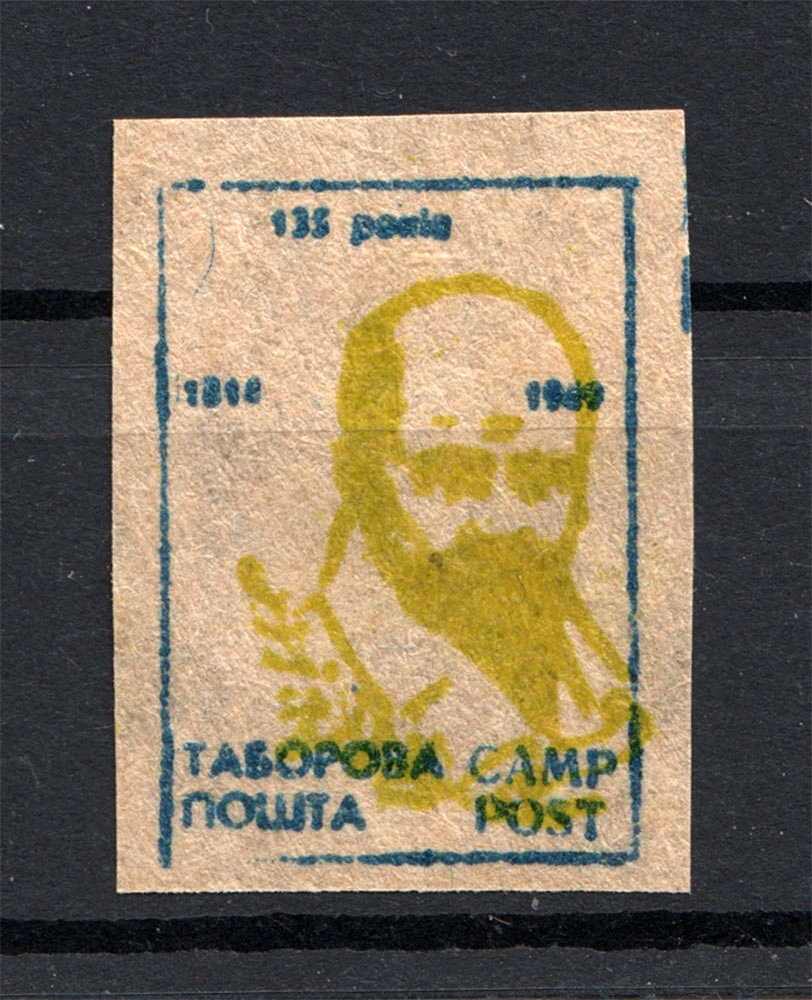 135 років
1814 1949
ТАБОРОВА CAMP
ПОШТА POST